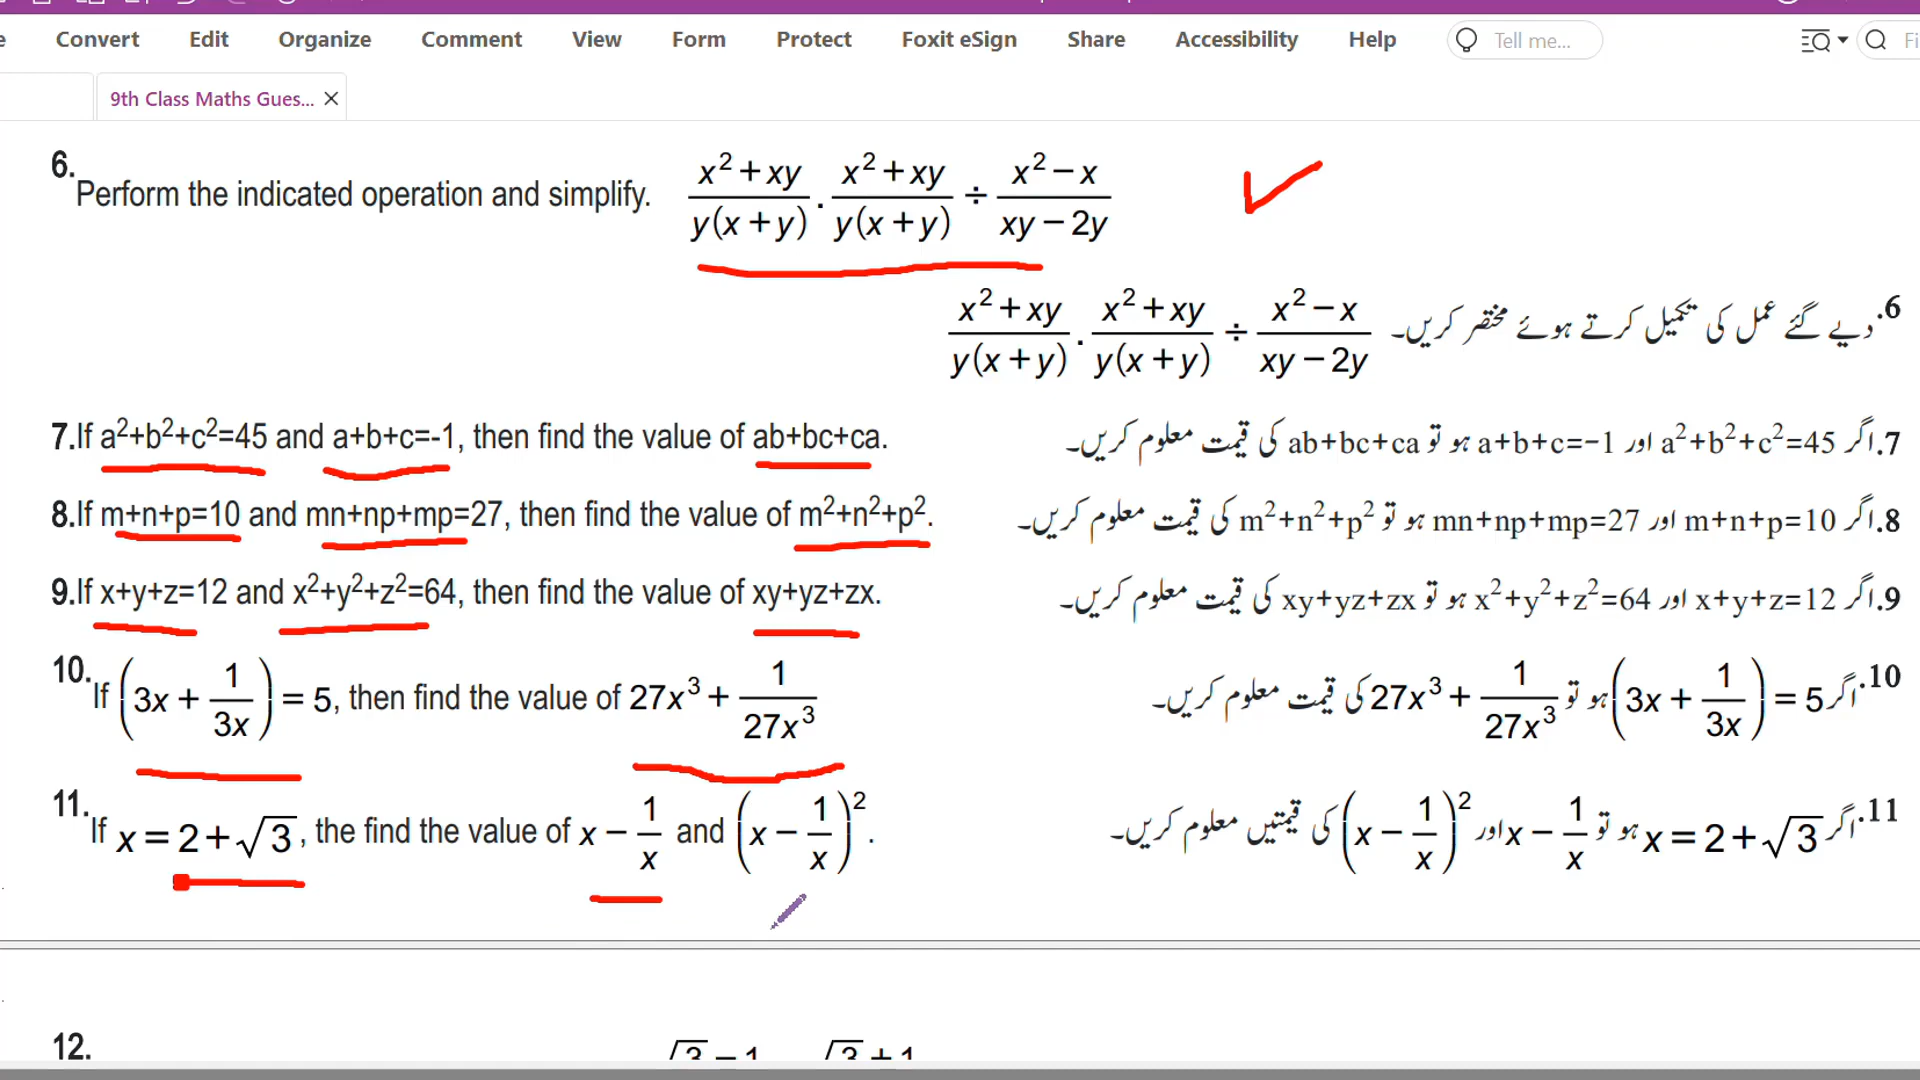 Convert Edit Organize Comment View Form Protect Foxit eSign Share Accessibility Help Tell me... Fi
9th Class Maths Gues... ×
6. Perform the indicated operation and simplify. (x²+xy)/(y(x+y)) . (x²+xy)/(y(x+y)) ÷ (x²−x)/(xy−2y)
6. دیے گئے عمل کی تکمیل کرتے ہوئے مختصر کریں۔ (x²+xy)/(y(x+y)) . (x²+xy)/(y(x+y)) ÷ (x²−x)/(xy−2y)
7.If a²+b²+c²=45 and a+b+c=-1, then find the value of ab+bc+ca.
7.اگر a²+b²+c²=45 اور a+b+c=−1 ہو تو ab+bc+ca کی قیمت معلوم کریں۔
8.If m+n+p=10 and mn+np+mp=27, then find the value of m²+n²+p².
8.اگر m+n+p=10 اور mn+np+mp=27 ہو تو m²+n²+p² کی قیمت معلوم کریں۔
9.If x+y+z=12 and x²+y²+z²=64, then find the value of xy+yz+zx.
9.اگر x+y+z=12 اور x²+y²+z²=64 ہو تو xy+yz+zx کی قیمت معلوم کریں۔
10. If (3x + 1/3x) = 5, then find the value of 27x³ + 1/27x³
10. اگر (3x + 1/3x) = 5 ہو تو 27x³ + 1/27x³ کی قیمت معلوم کریں۔
11. If x = 2+√3, the find the value of x − 1/x and (x − 1/x)².
11. اگر x = 2+√3 ہو تو x − 1/x اور (x − 1/x)² کی قیمتیں معلوم کریں۔
12. √3 − 1 √3 + 1